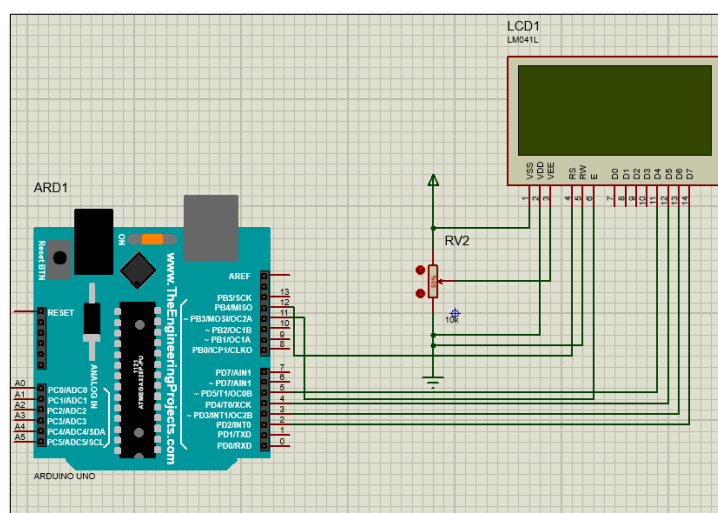 LCD1
LM041L
VSS
VDD
VEE
RS
RW
E
D0
D1
D2
D3
D4
D5
D6
D7
1
2
3
4
5
6
7
8
9
10
11
12
13
14
RV2
10k
ARD1
Reset BTN
ON
www.TheEngineeringProjects.com
AREF
PB5/SCK
13
PB4/MISO
12
~ PB3/MOSI/OC2A
11
~ PB2/OC1B
10
~ PB1/OC1A
9
PB0/ICP1/CLKO
8
RESET
ANALOG IN
ATMEGA328P-PU
1121
PD7/AIN1
7
~ PD7/AIN1
6
~ PD5/T1/OC0B
5
PD4/T0/XCK
4
~ PD3/INT1/OC2B
3
PD2/INT0
2
PD1/TXD
1
PD0/RXD
0
A0
PC0/ADC0
A1
PC1/ADC1
A2
PC2/ADC2
A3
PC3/ADC3
A4
PC4/ADC4/SDA
A5
PC5/ADC5/SCL
ARDUINO UNO